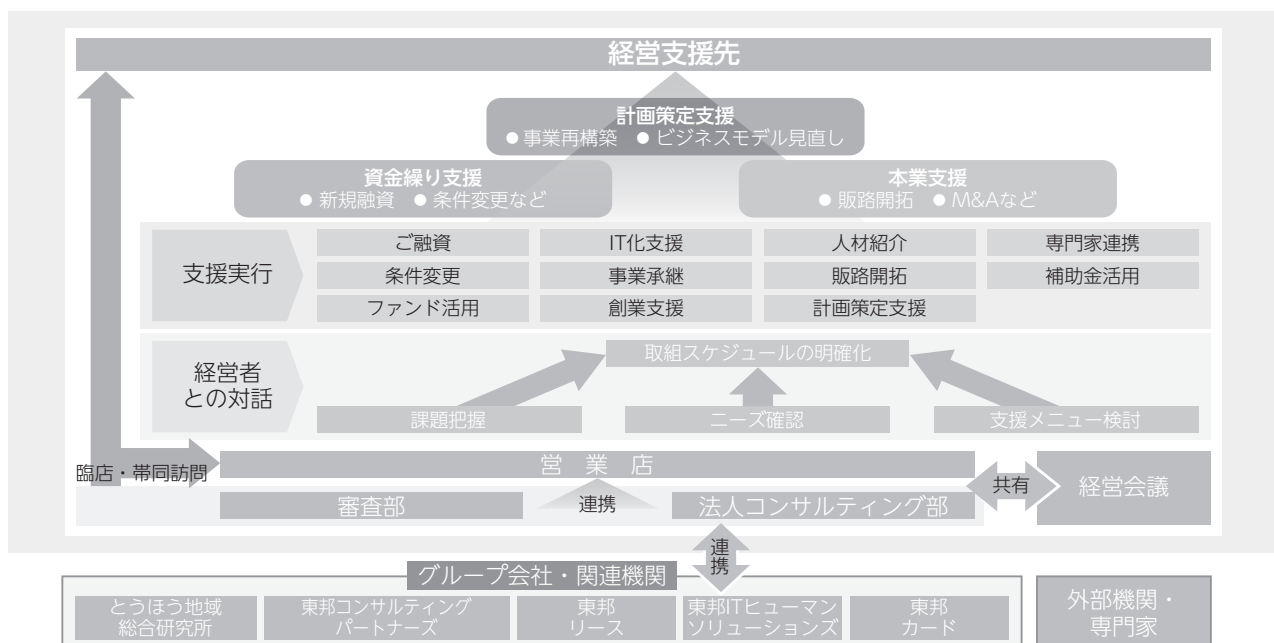 経営支援先
計画策定支援
● 事業再構築 ● ビジネスモデル見直し
資金繰り支援
● 新規融資 ● 条件変更など
本業支援
● 販路開拓 ● M&Aなど
支援実行
ご融資 IT化支援 人材紹介 専門家連携
条件変更 事業承継 販路開拓 補助金活用
ファンド活用 創業支援 計画策定支援
経営者
との対話
取組スケジュールの明確化
課題把握 ニーズ確認 支援メニュー検討
臨店・帯同訪問
営業店
審査部 連携 法人コンサルティング部
共有
経営会議
連携
グループ会社・関連機関
とうほう地域
総合研究所
東邦コンサルティング
パートナーズ
東邦
リース
東邦ITヒューマン
ソリューションズ
東邦
カード
外部機関・
専門家